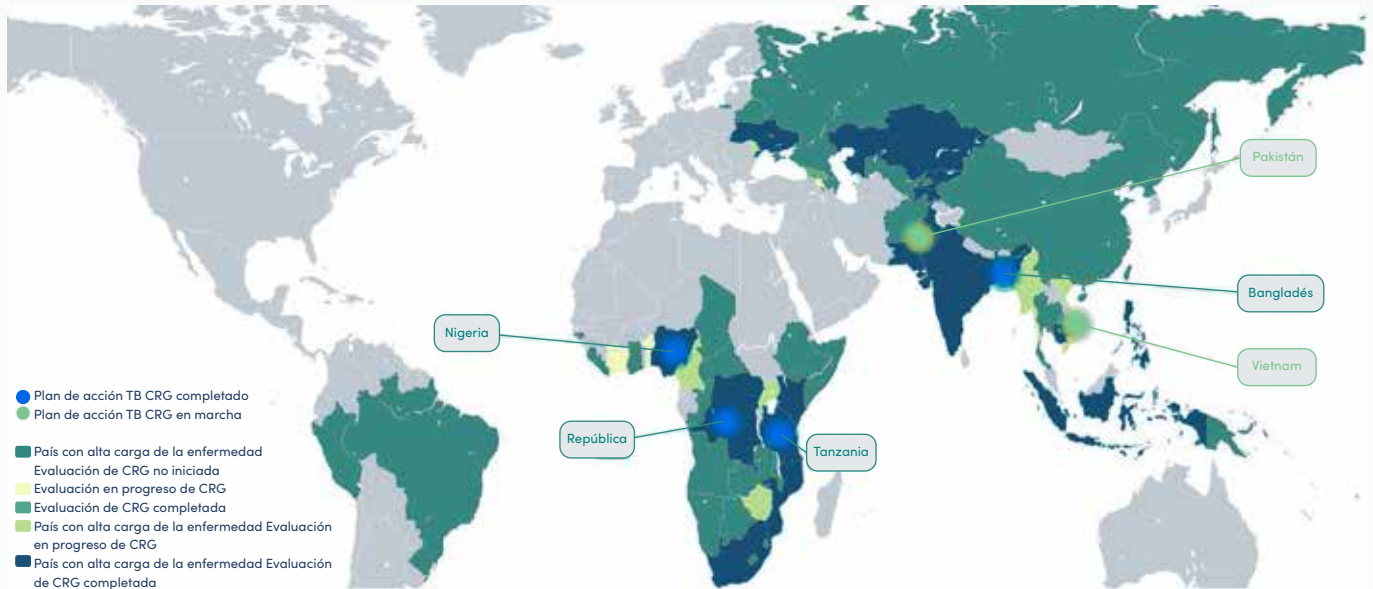 Pakistán
Bangladés
Nigeria
Vietnam
Plan de acción TB CRG completado
Plan de acción TB CRG en marcha
República
Tanzania
País con alta carga de la enfermedad
Evaluación de CRG no iniciada
Evaluación en progreso de CRG
Evaluación de CRG completada
País con alta carga de la enfermedad Evaluación
en progreso de CRG
País con alta carga de la enfermedad Evaluación
de CRG completada